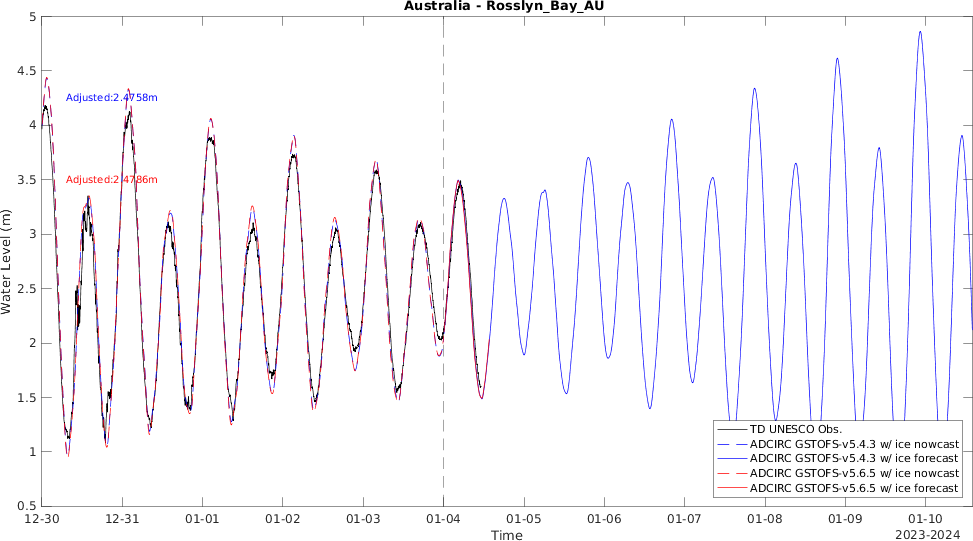 Australia - Rosslyn_Bay_AU
5
4.5
4
3.5
3
2.5
2
1.5
1
0.5
Water Level (m)
Adjusted:2.4758m
Adjusted:2.4786m
TD UNESCO Obs.
ADCIRC GSTOFS-v5.4.3 w/ ice nowcast
ADCIRC GSTOFS-v5.4.3 w/ ice forecast
ADCIRC GSTOFS-v5.6.5 w/ ice nowcast
ADCIRC GSTOFS-v5.6.5 w/ ice forecast
12-30 12-31 01-01 01-02 01-03 01-04 01-05 01-06 01-07 01-08 01-09 01-10
Time
2023-2024